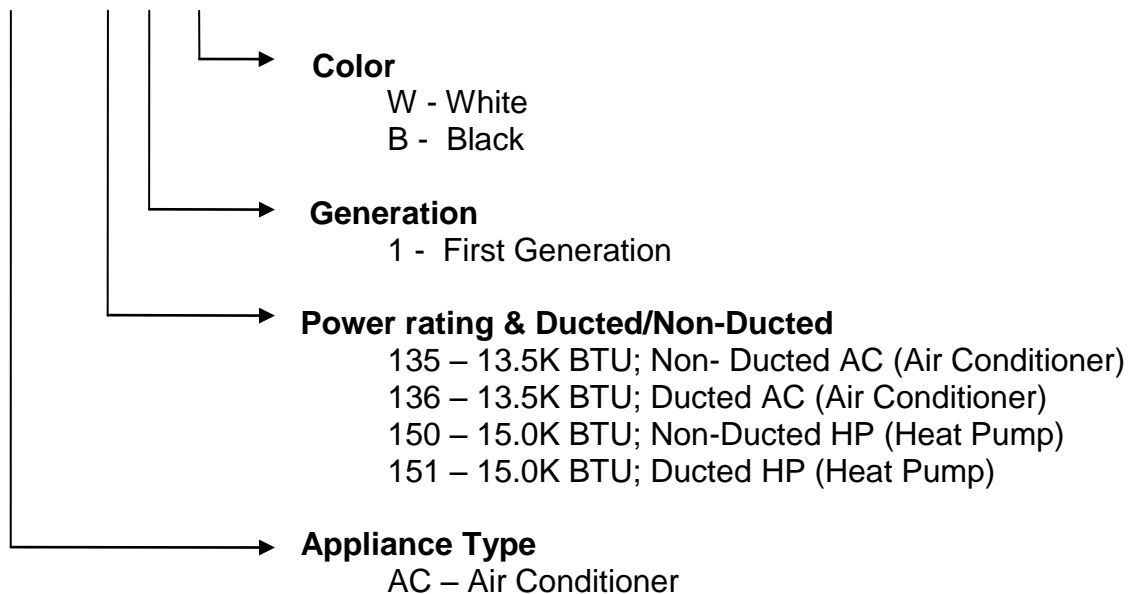 Color
W - White
B - Black
Generation
1 - First Generation
Power rating & Ducted/Non-Ducted
135 – 13.5K BTU; Non- Ducted AC (Air Conditioner)
136 – 13.5K BTU; Ducted AC (Air Conditioner)
150 – 15.0K BTU; Non-Ducted HP (Heat Pump)
151 – 15.0K BTU; Ducted HP (Heat Pump)
Appliance Type
AC – Air Conditioner